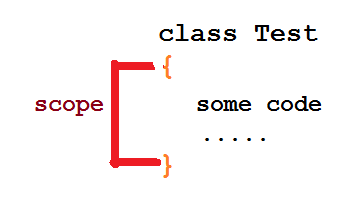 class Test
{
scope some code
.....
}